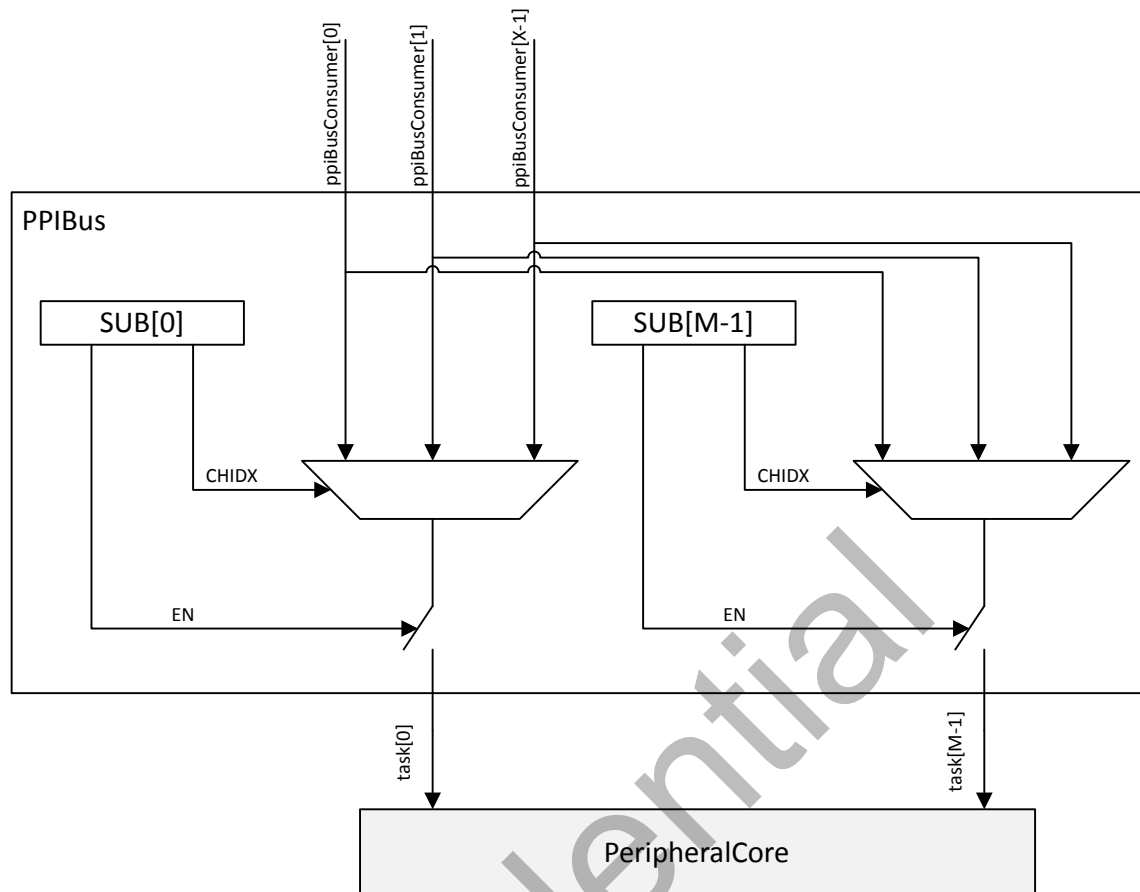 ppiBusConsumer[0]
ppiBusConsumer[1]
ppiBusConsumer[X-1]
PPIBus
SUB[0]
SUB[M-1]
CHIDX
CHIDX
EN
EN
task[0]
task[M-1]
PeripheralCore
dential